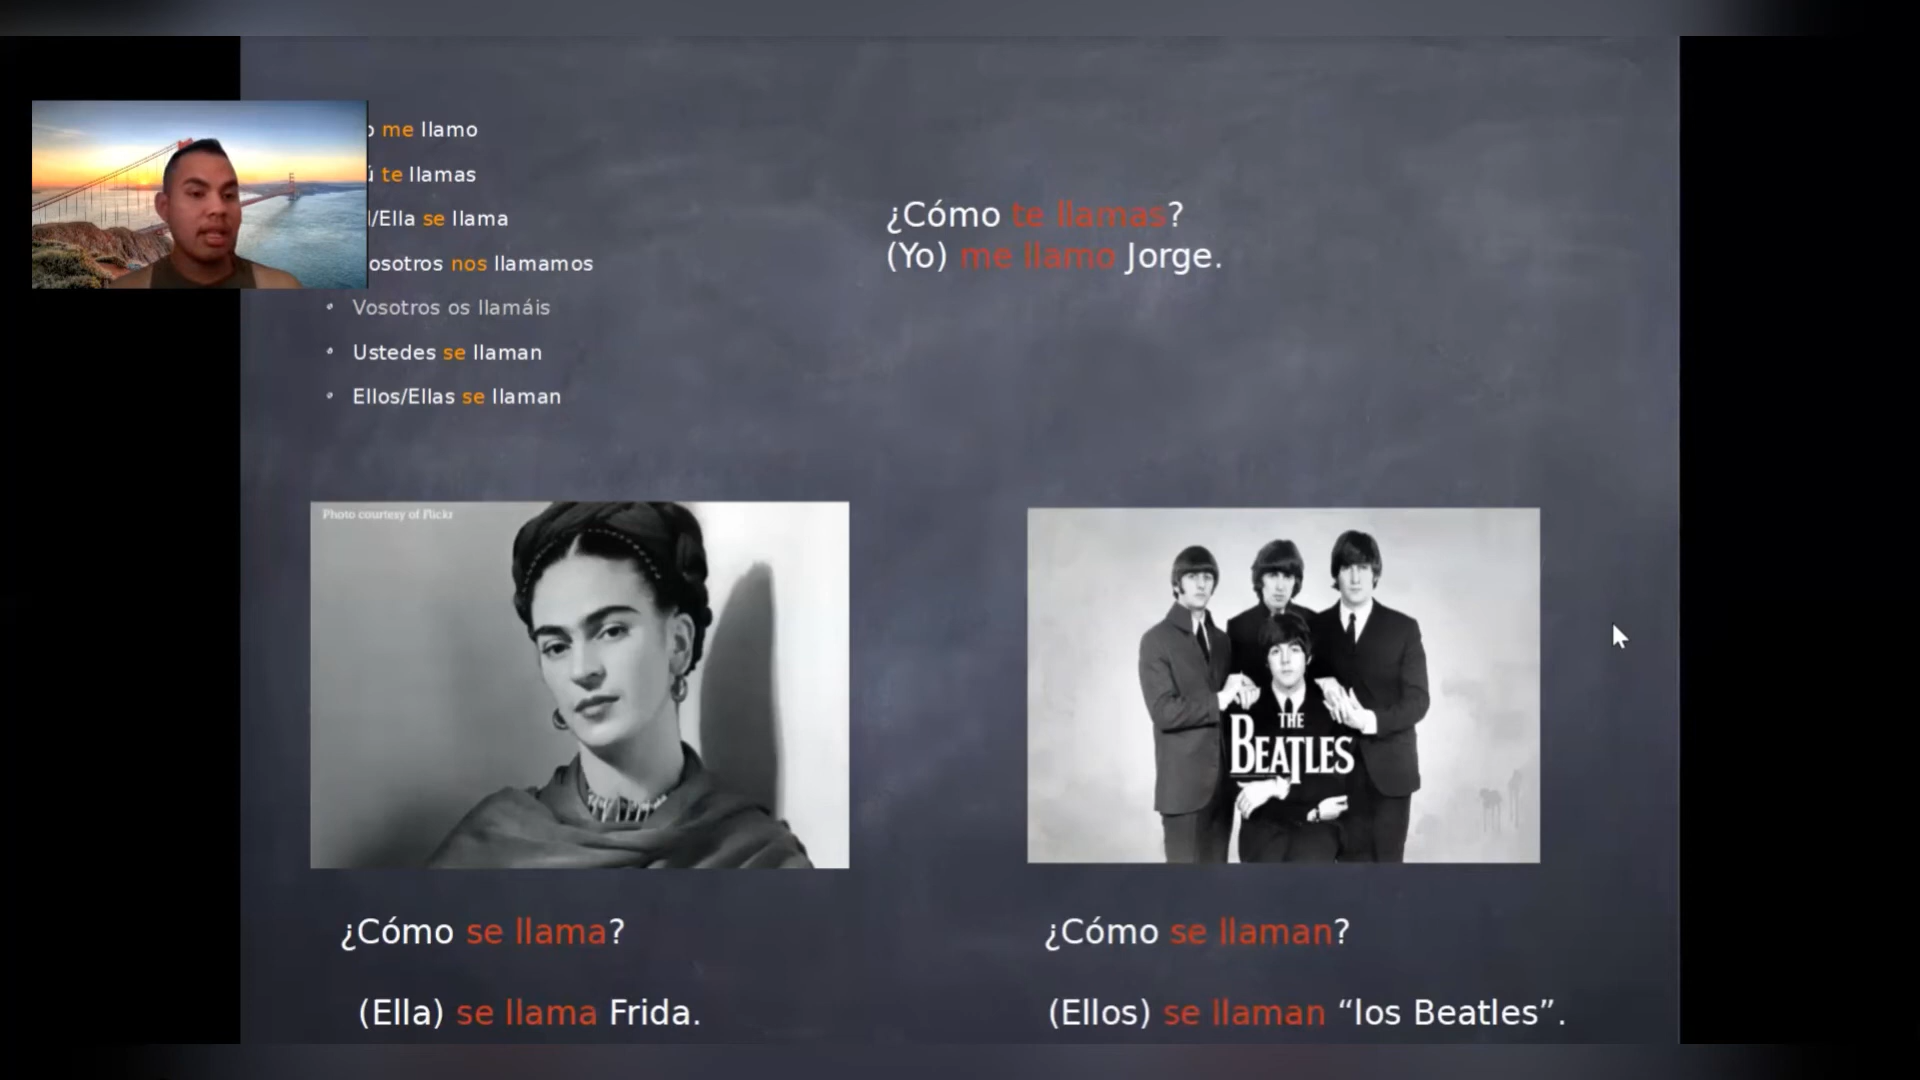 me llamo
te llamas
/Ella se llama
osotros nos llamamos
• Vosotros os llamáis
• Ustedes se llaman
• Ellos/Ellas se llaman
¿Cómo te llamas?
(Yo) me llamo Jorge.
Photo courtesy of Flickr
THE
BEATLES
¿Cómo se llama?
(Ella) se llama Frida.
¿Cómo se llaman?
(Ellos) se llaman “los Beatles”.